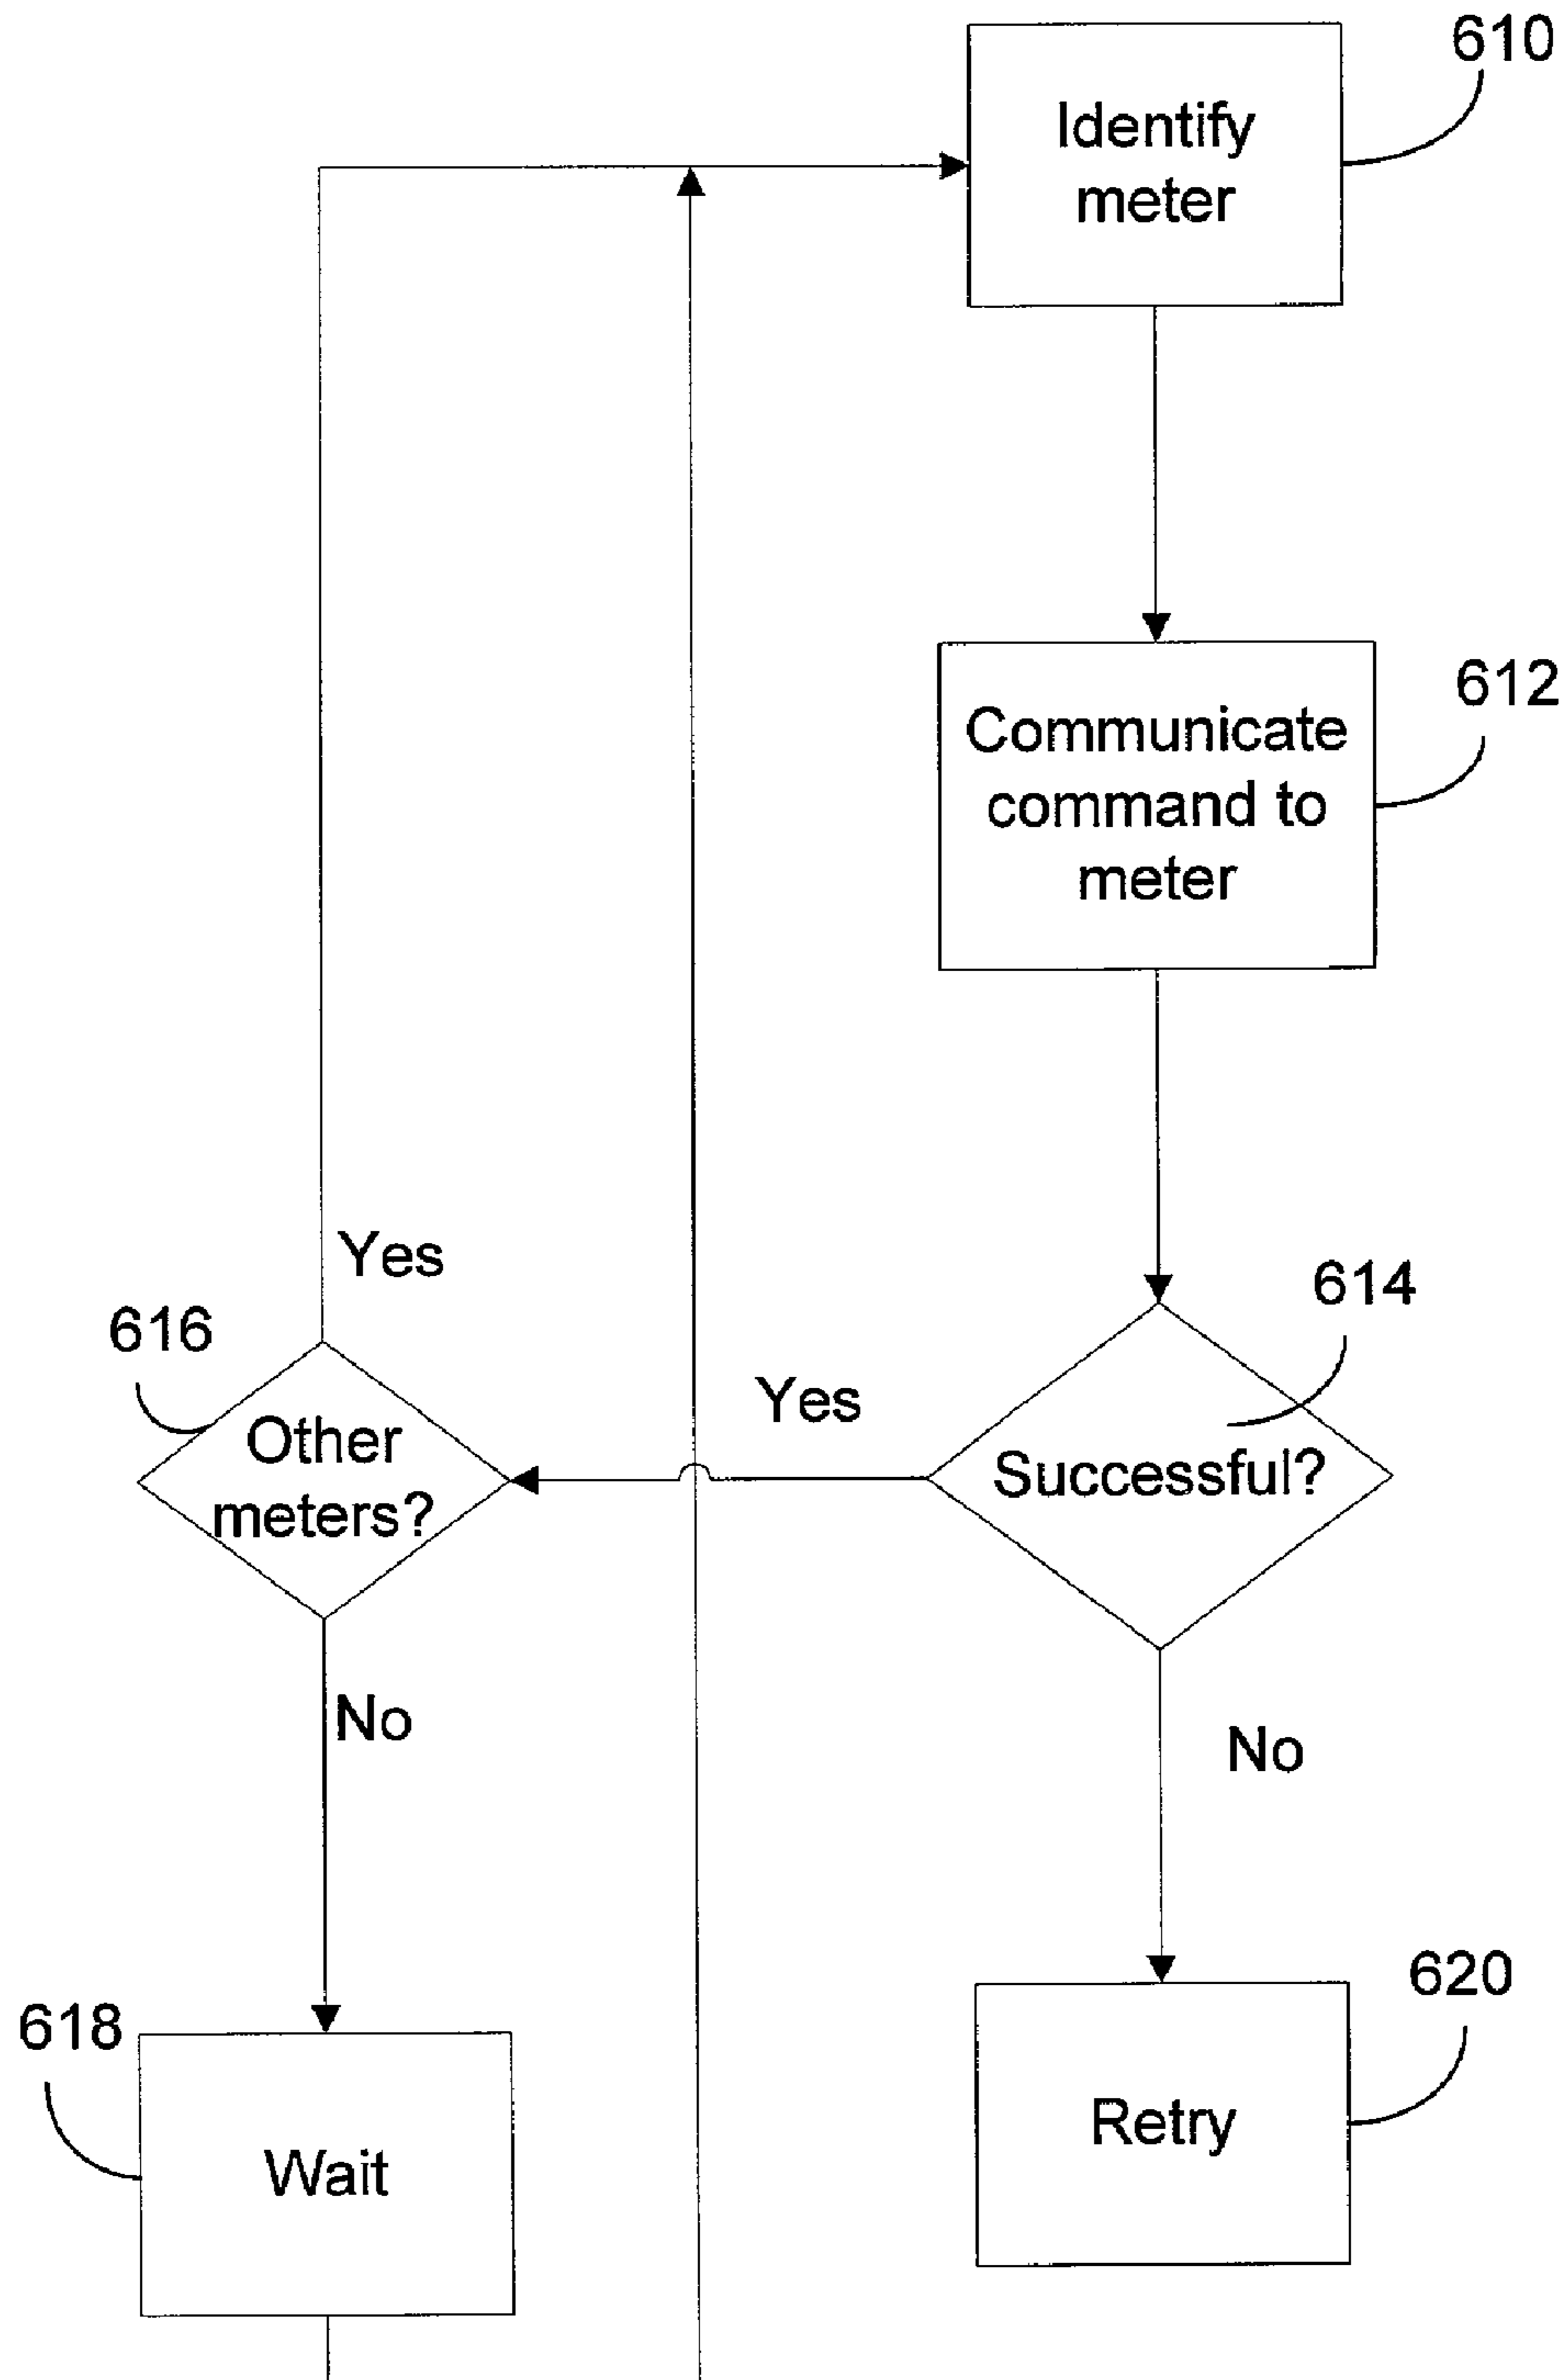 610
Identify
meter
612
Communicate
command to
meter
614
Successful?
Yes
616
Yes
Other
meters?
No
No
618
Wait
620
Retry